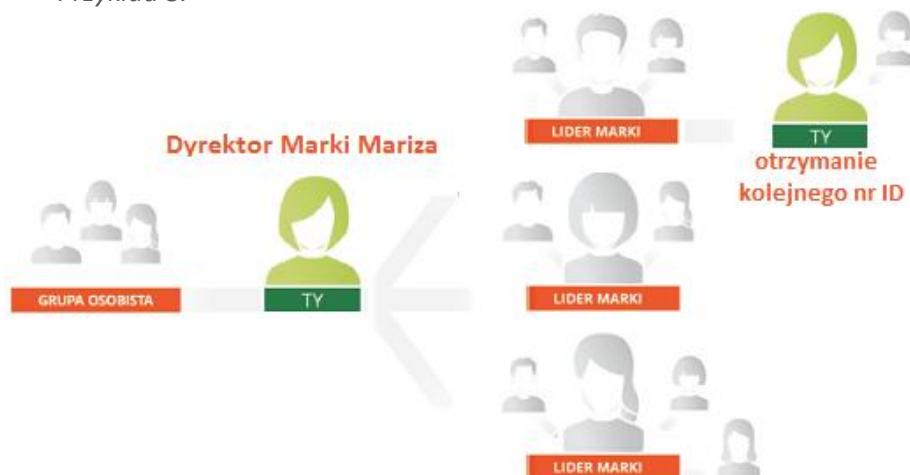 LIDER MARKI
TY
otrzymanie
kolejnego nr ID
Dyrektor Marki Mariza
GRUPA OSOBISTA
TY
LIDER MARKI
LIDER MARKI